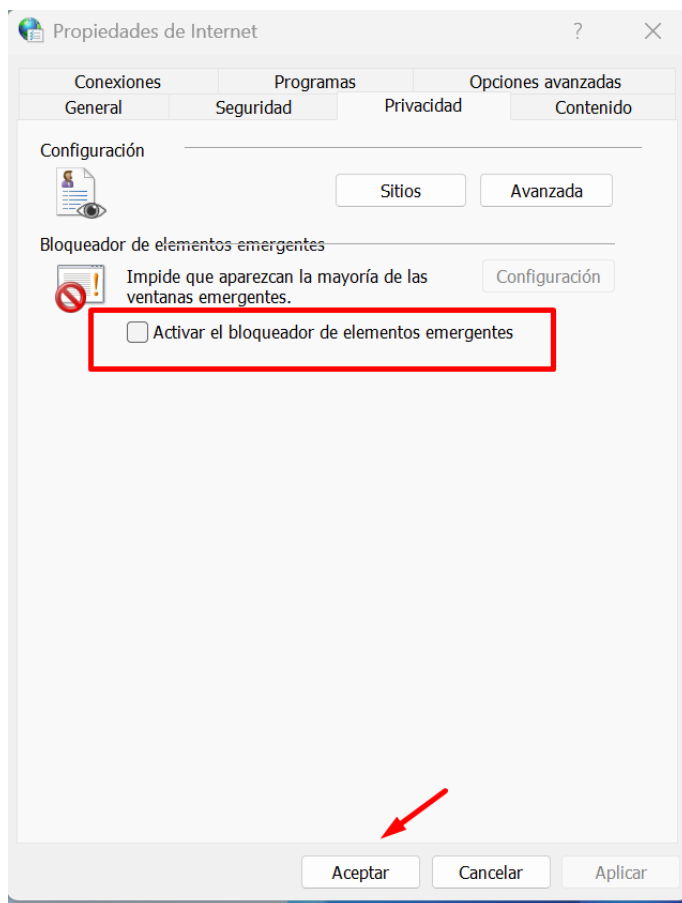 Propiedades de Internet ?
Conexiones Programas Opciones avanzadas
General Seguridad Privacidad Contenido
Configuración
Sitios Avanzada
Bloqueador de elementos emergentes
Impide que aparezcan la mayoría de las
ventanas emergentes.
Configuración
Activar el bloqueador de elementos emergentes
Aceptar Cancelar Aplicar